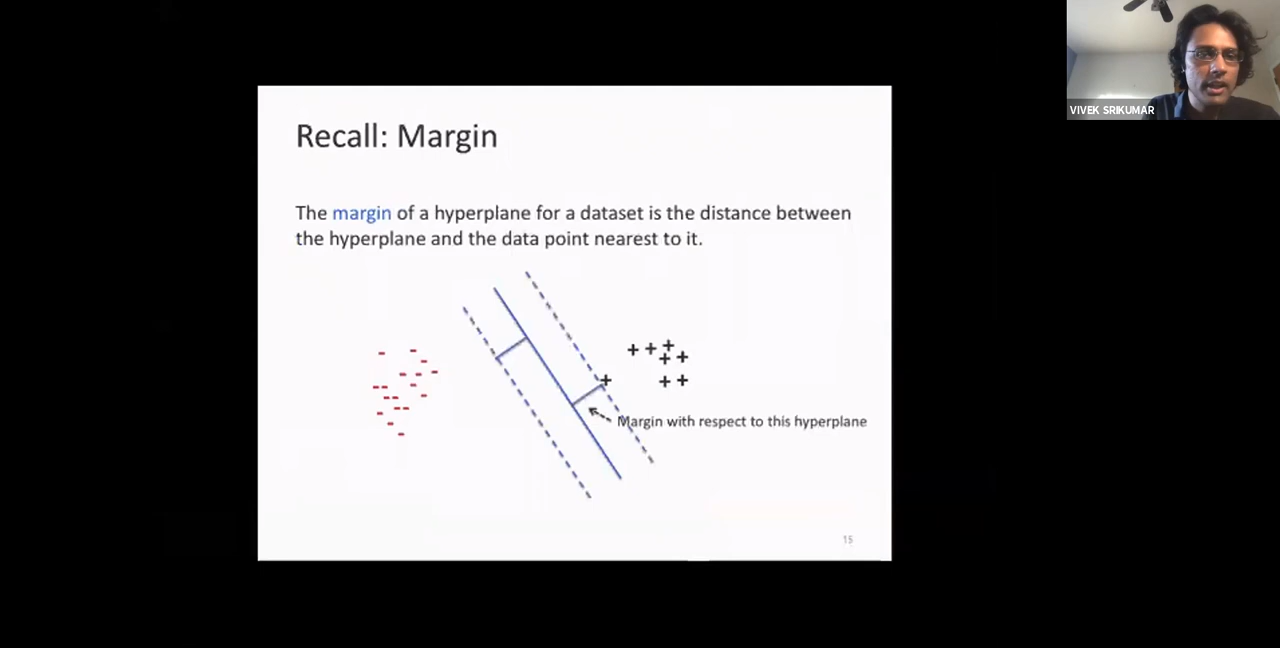 VIVEK SRIKUMAR
Recall: Margin
The margin of a hyperplane for a dataset is the distance between
the hyperplane and the data point nearest to it.
Margin with respect to this hyperplane
15